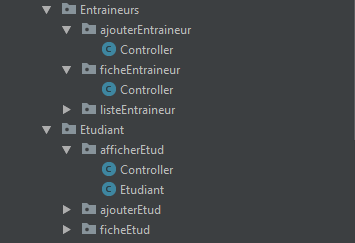 Entraineurs
ajouterEntraineur
Controller
ficheEntraineur
Controller
listeEntraineur
Etudiant
afficherEtud
Controller
Etudiant
ajouterEtud
ficheEtud